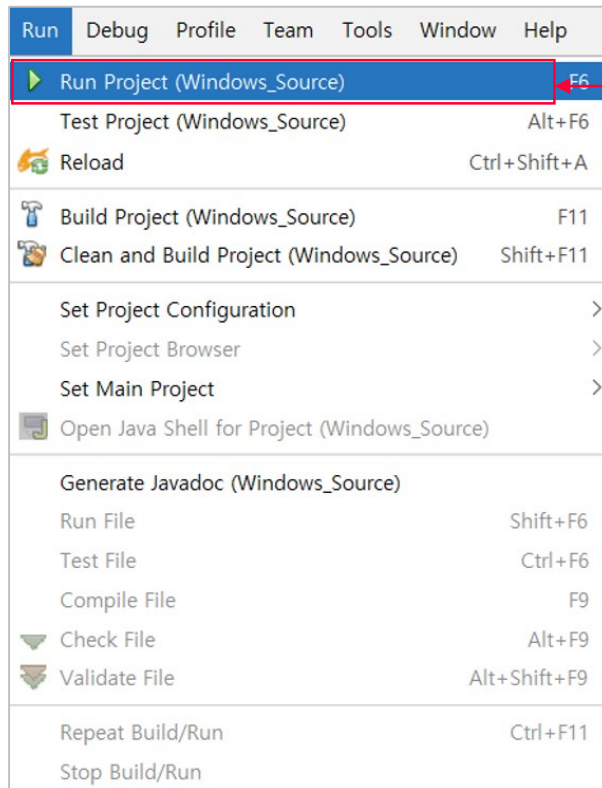 Run Debug Profile Team Tools Window Help
Run Project (Windows_Source) F6
Test Project (Windows_Source) Alt+F6
Reload Ctrl+Shift+A
Build Project (Windows_Source) F11
Clean and Build Project (Windows_Source) Shift+F11
Set Project Configuration
Set Project Browser
Set Main Project
Open Java Shell for Project (Windows_Source)
Generate Javadoc (Windows_Source)
Run File Shift+F6
Test File Ctrl+F6
Compile File F9
Check File Alt+F9
Validate File Alt+Shift+F9
Repeat Build/Run Ctrl+F11
Stop Build/Run